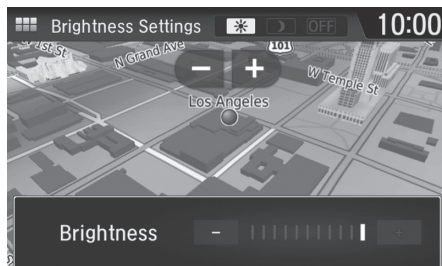 Brightness Settings OFF 10:00
1st St
N Grand Ave
101
W Temple St
Los Angeles
Brightness